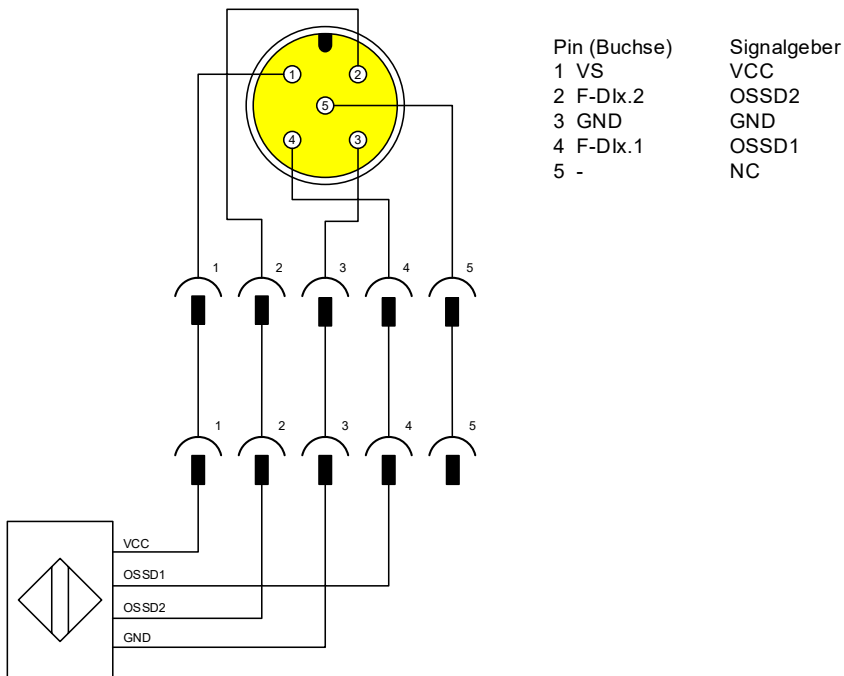 Pin (Buchse) Signalgeber
1 VS VCC
2 F-DIx.2 OSSD2
3 GND GND
4 F-DIx.1 OSSD1
5 - NC
1 2
5
4 3
1 2 3 4 5
1 2 3 4 5
VCC
OSSD1
OSSD2
GND